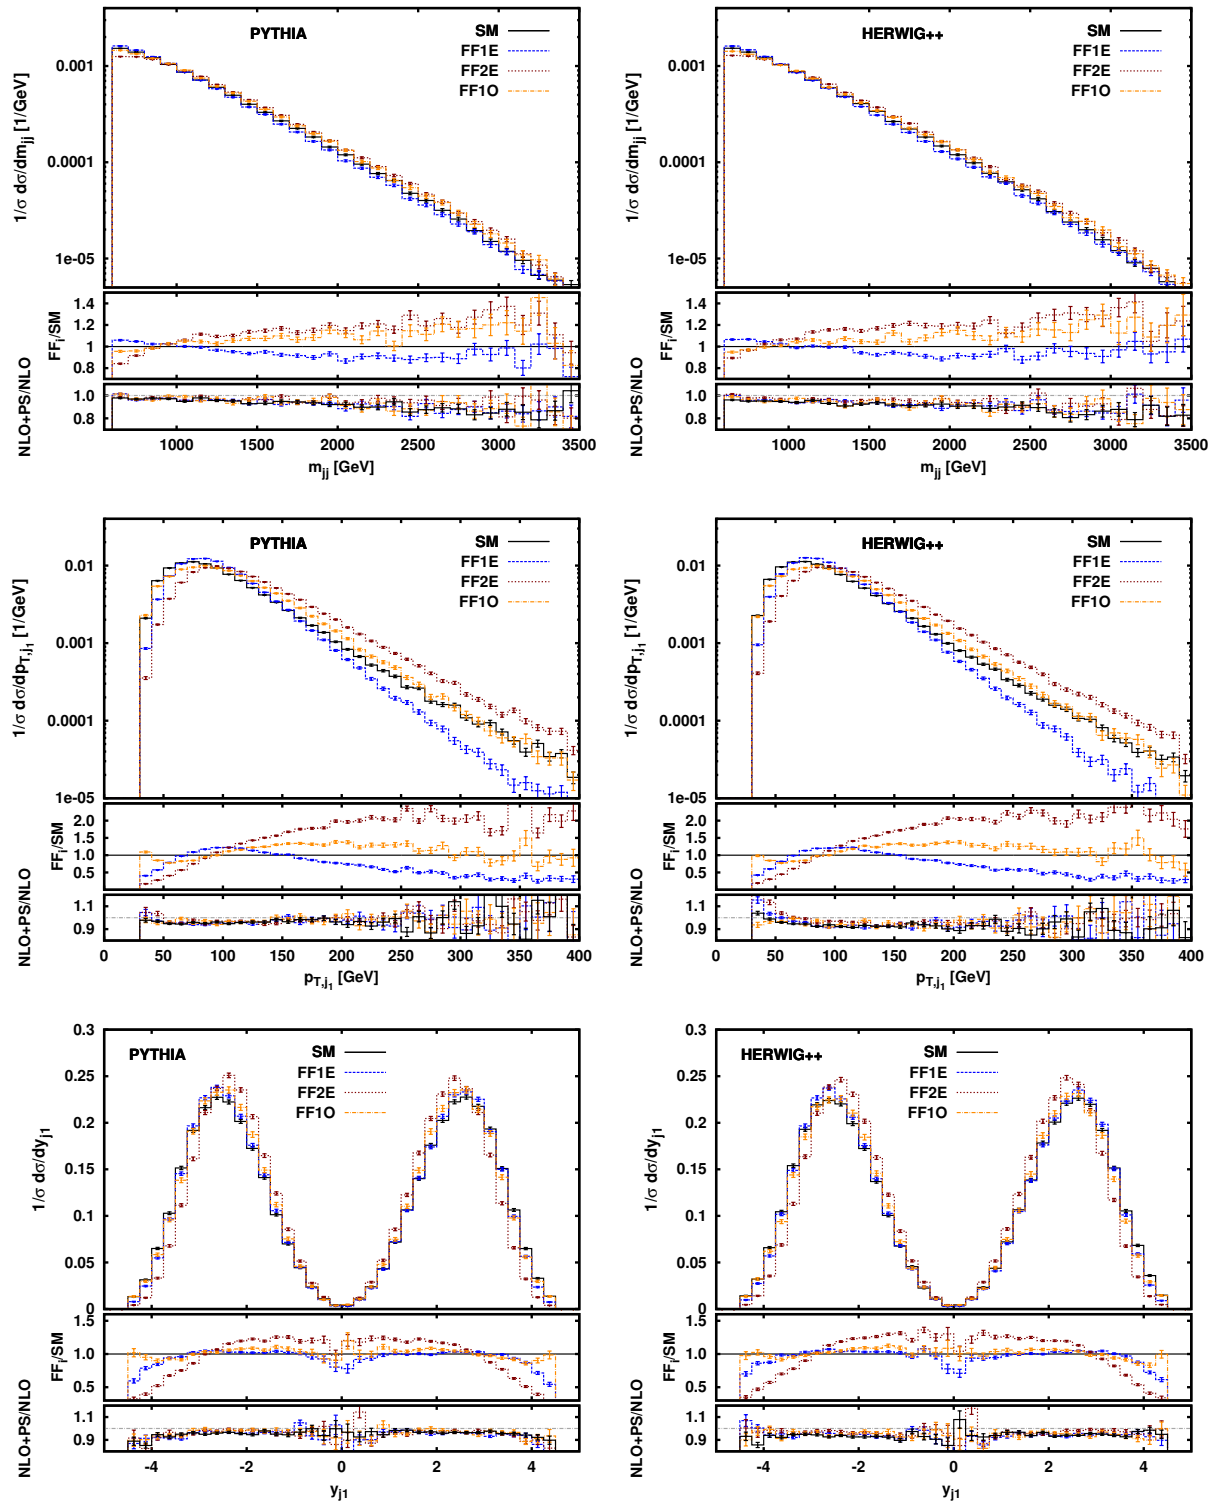 PYTHIA
SM
FF1E
FF2E
FF1O
1/σ dσ/dm_jj [1/GeV]
0.001
0.0001
1e-05
FF_i/SM
1.4
1.2
1
0.8
NLO+PS/NLO
1.0
0.8
1000 1500 2000 2500 3000 3500
m_jj [GeV]
HERWIG++
SM
FF1E
FF2E
FF1O
1/σ dσ/dm_jj [1/GeV]
0.001
0.0001
1e-05
FF_i/SM
1.4
1.2
1
0.8
NLO+PS/NLO
1.0
0.8
1000 1500 2000 2500 3000 3500
m_jj [GeV]
PYTHIA
SM
FF1E
FF2E
FF1O
1/σ dσ/dp_T,j_1 [1/GeV]
0.01
0.001
0.0001
1e-05
FF_i/SM
2.0
1.5
1.0
0.5
NLO+PS/NLO
1.1
0.9
0 50 100 150 200 250 300 350 400
p_T,j_1 [GeV]
HERWIG++
SM
FF1E
FF2E
FF1O
1/σ dσ/dp_T,j_1 [1/GeV]
0.01
0.001
0.0001
1e-05
FF_i/SM
2.0
1.5
1.0
0.5
NLO+PS/NLO
1.1
0.9
0 50 100 150 200 250 300 350 400
p_T,j_1 [GeV]
PYTHIA
SM
FF1E
FF2E
FF1O
1/σ dσ/dy_j1
0.3
0.25
0.2
0.15
0.1
0.05
0
FF_i/SM
1.5
1.0
0.5
NLO+PS/NLO
1.1
0.9
-4 -2 0 2 4
y_j1
HERWIG++
SM
FF1E
FF2E
FF1O
1/σ dσ/dy_j1
0.3
0.25
0.2
0.15
0.1
0.05
0
FF_i/SM
1.5
1.0
0.5
NLO+PS/NLO
1.1
0.9
-4 -2 0 2 4
y_j1